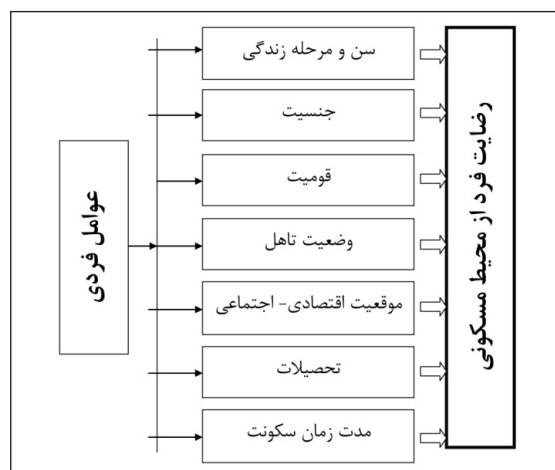 سن و مرحله زندگی
جنسیت
قومیت
وضعیت تاهل
موقعیت اقتصادی- اجتماعی
تحصیلات
مدت زمان سکونت
عوامل فردی
رضایت فرد از محیط مسکونی